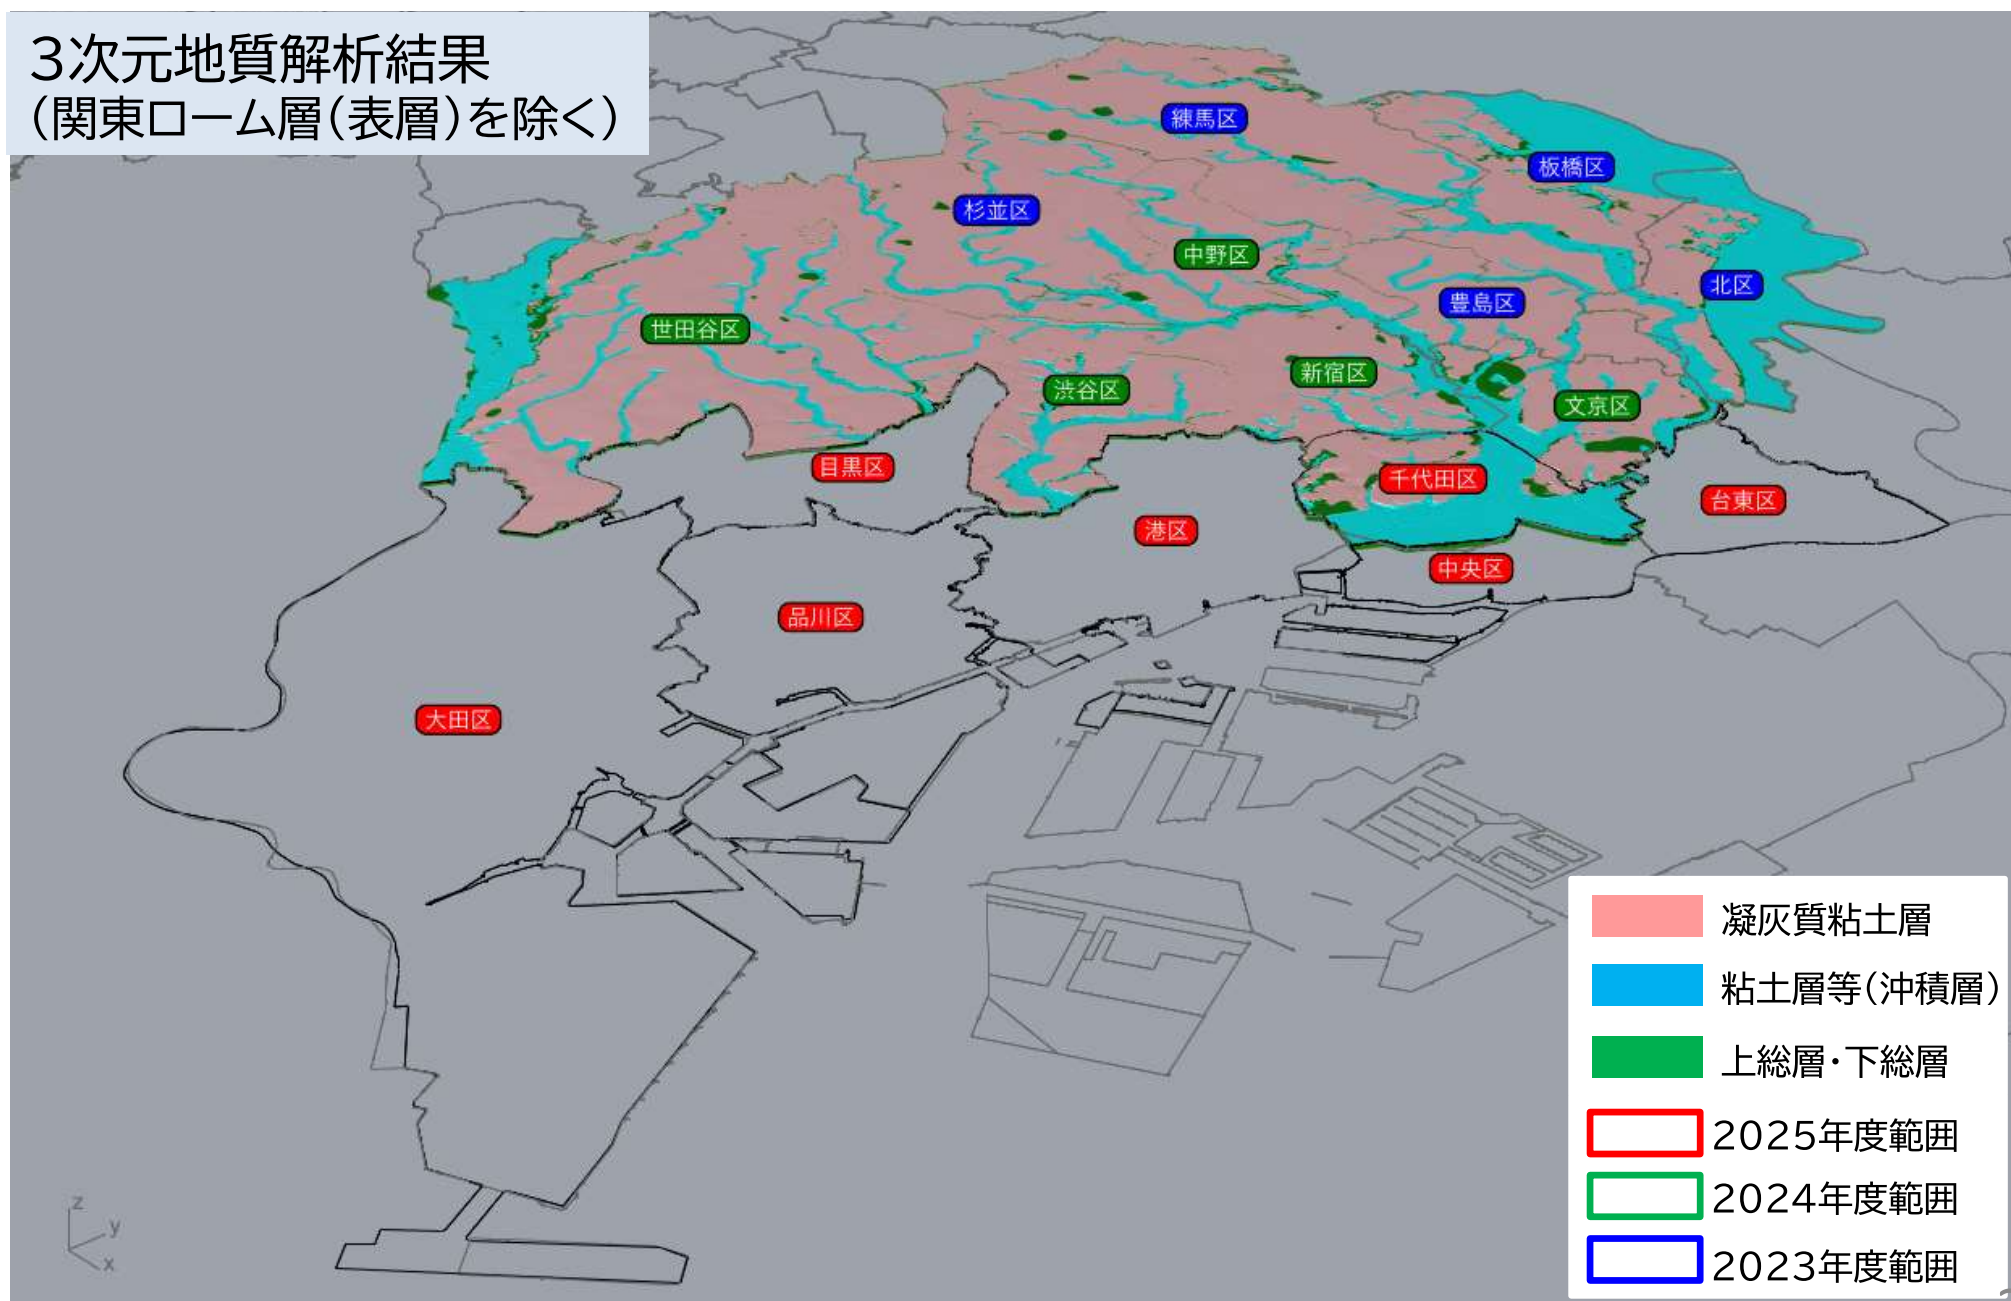 3次元地質解析結果
(関東ローム層(表層)を除く)
練馬区
板橋区
杉並区
中野区
北区
豊島区
世田谷区
新宿区
渋谷区
文京区
目黒区
千代田区
台東区
港区
中央区
品川区
大田区
凝灰質粘土層
粘土層等(沖積層)
上総層・下総層
2025年度範囲
2024年度範囲
2023年度範囲
z
y
x